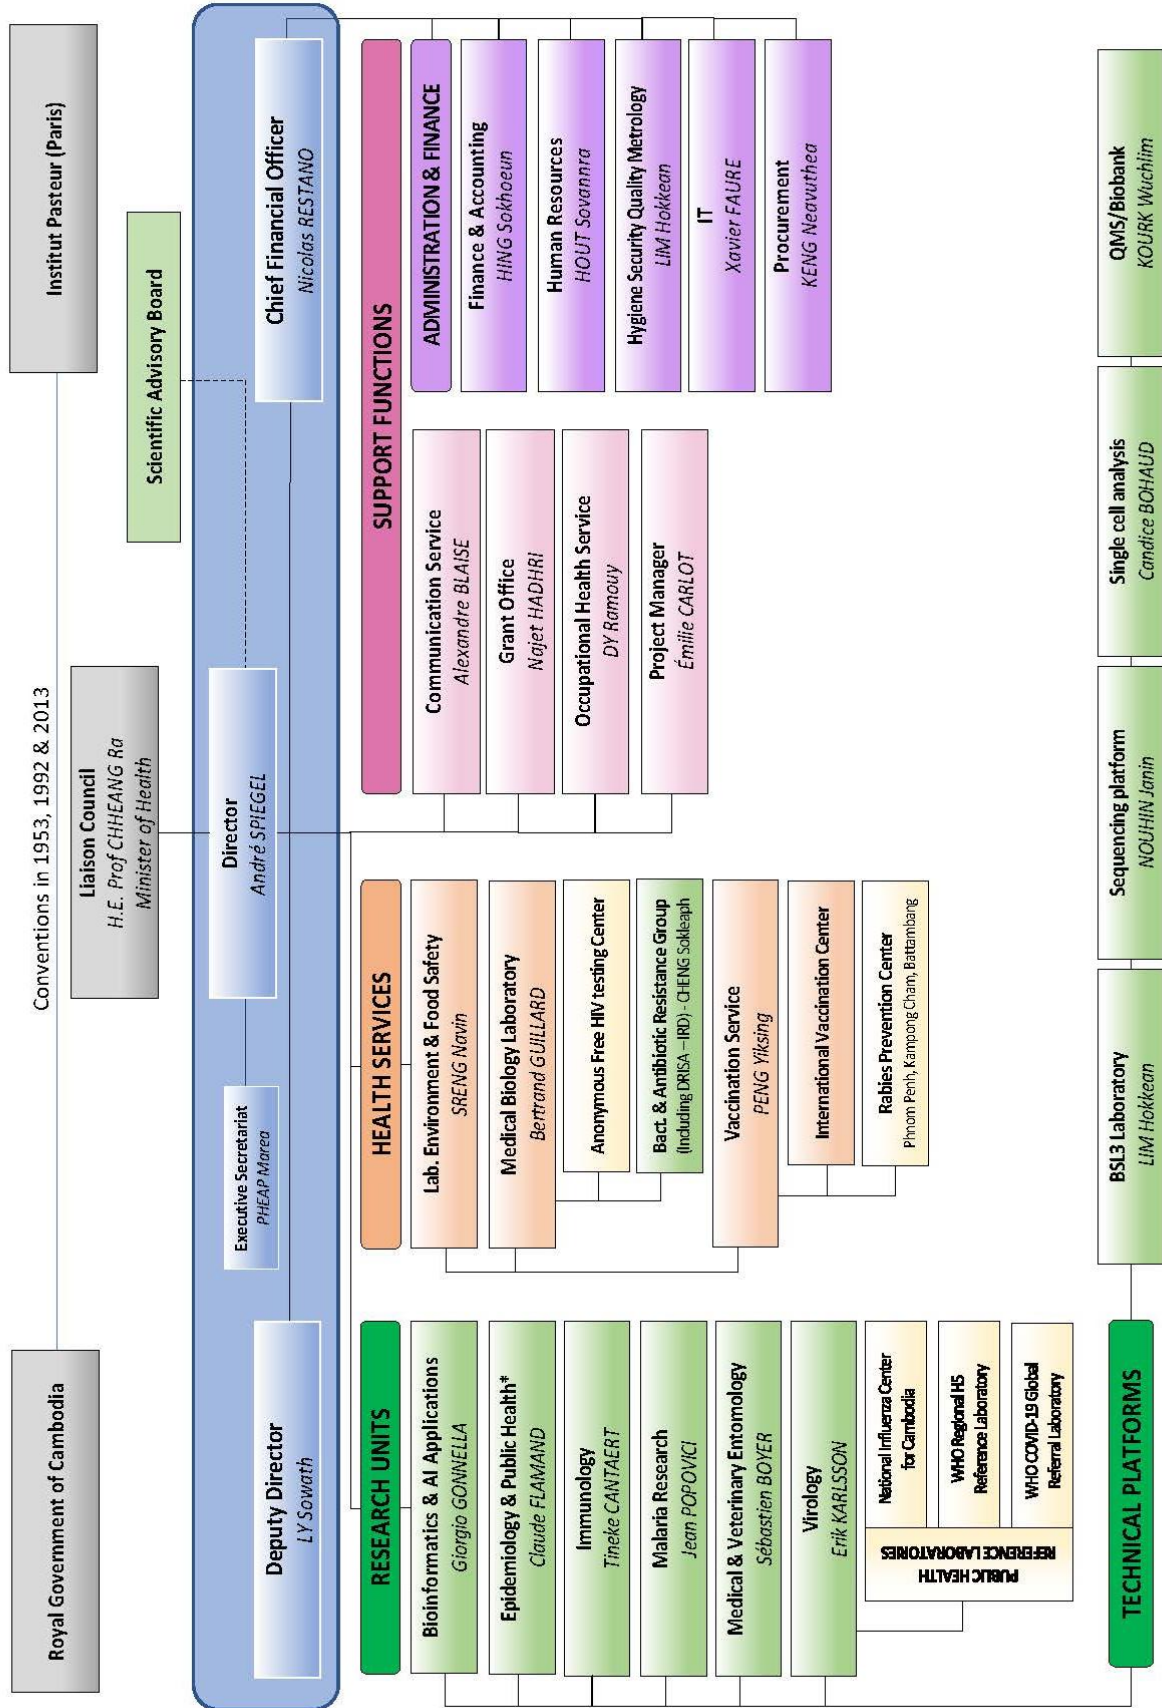 Royal Government of Cambodia
Conventions in 1953, 1992 & 2013
Institut Pasteur (Paris)
Liaison Council
H.E. Prof CHHEANG Ra
Minister of Health
Scientific Advisory Board
Director
André SPIEGEL
Executive Secretariat
PHEAP Marea
Deputy Director
LY Sowath
Chief Financial Officer
Nicolas RESTANO
RESEARCH UNITS
Bioinformatics & AI Applications
Giorgio GONNELLA
Epidemiology & Public Health*
Claude FLAMAND
Immunology
Tineke CANTAERT
Malaria Research
Jean POPOVICI
Medical & Veterinary Entomology
Sébastien BOYER
Virology
Erik KARLSSON
PUBLIC HEALTH
REFERENCE LABORATORIES
National Influenza Center
for Cambodia
WHO Regional H5
Reference Laboratory
WHO COVID-19 Global
Referral Laboratory
HEALTH SERVICES
Lab. Environment & Food Safety
SRENG Navin
Medical Biology Laboratory
Bertrand GUILLARD
Anonymous Free HIV testing Center
Bact. & Antibiotic Resistance Group
(Including DRISA – IRD) - CHENG Sokleaph
Vaccination Service
PENG Yiksing
International Vaccination Center
Rabies Prevention Center
Phnom Penh, Kampong Cham, Battambang
SUPPORT FUNCTIONS
Communication Service
Alexandre BLAISE
Grant Office
Najet HADHRI
Occupational Health Service
DY Ramouy
Project Manager
Émilie CARLOT
ADMINISTRATION & FINANCE
Finance & Accounting
HING Sokhoeun
Human Resources
HOUT Sovannra
Hygiene Security Quality Metrology
LIM Hokkean
IT
Xavier FAURE
Procurement
KENG Neavuthea
TECHNICAL PLATFORMS
BSL3 Laboratory
LIM Hokkean
Sequencing platform
NOUHIN Janin
Single cell analysis
Candice BOHAUD
QMS/Biobank
KOURK Wuchlim